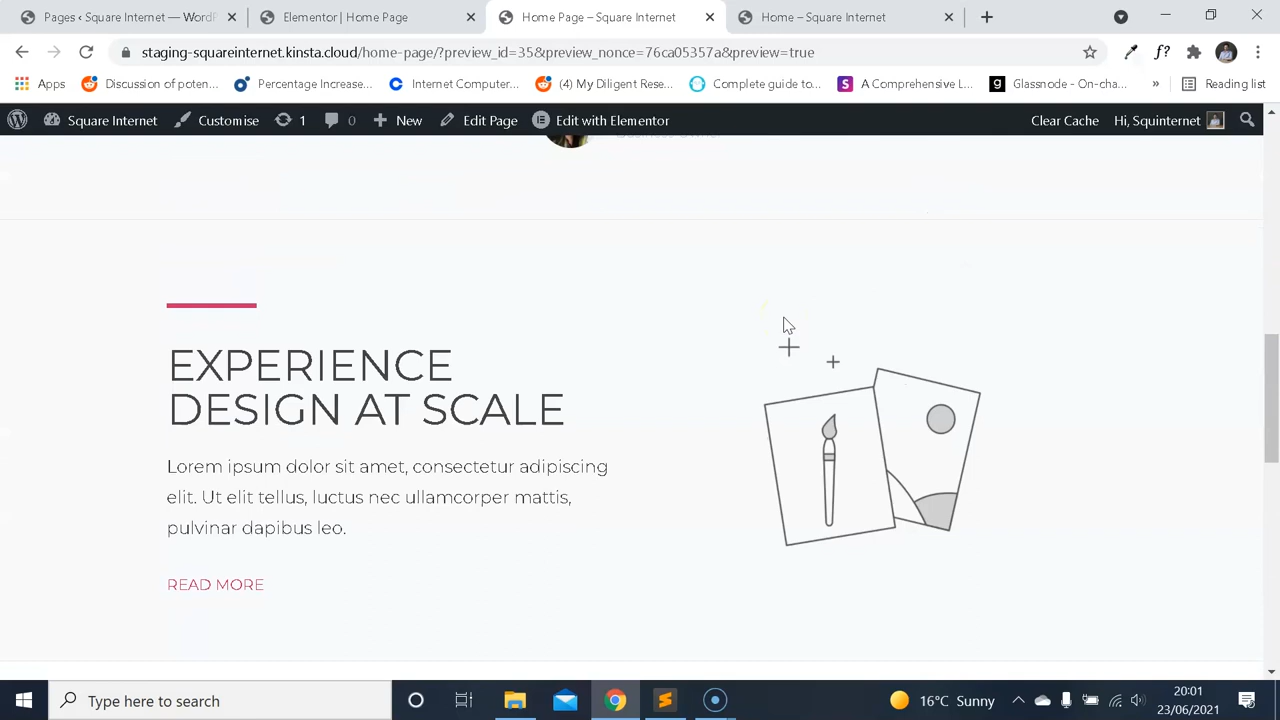 Pages ‹ Square Internet — WordP
Elementor | Home Page
Home Page – Square Internet
Home – Square Internet
staging-squareinternet.kinsta.cloud/home-page/?preview_id=35&preview_nonce=76ca05357a&preview=true
f?
Apps
Discussion of poten...
Percentage Increase...
Internet Computer...
(4) My Diligent Rese...
Complete guide to...
A Comprehensive, L...
g
Glassnode - On-cha...
»
Reading list
Square Internet
Customise
1
0
New
Edit Page
Edit with Elementor
Clear Cache
Hi, Squinternet
EXPERIENCE
DESIGN AT SCALE
Lorem ipsum dolor sit amet, consectetur adipiscing
elit. Ut elit tellus, luctus nec ullamcorper mattis,
pulvinar dapibus leo.
READ MORE
Type here to search
16°C Sunny
20:01
23/06/2021